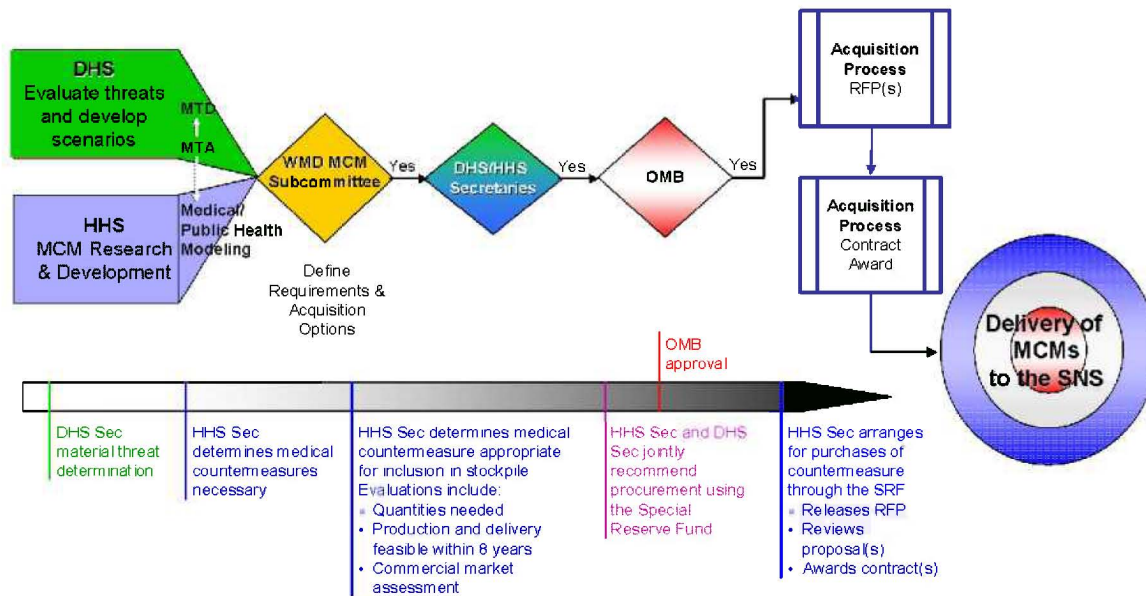 DHS
Evaluate threats
and develop
scenarios
MTD
MTA
HHS
MCM Research
& Development
Medical/
Public Health
Modeling
WMD MCM
Subcommittee
Define
Requirements &
Acquisition
Options
Yes
DHS/HHS
Secretaries
Yes
OMB
Yes
Acquisition
Process
RFP(s)
Acquisition
Process
Contract
Award
Delivery of
MCMs
to the SNS
OMB
approval
DHS Sec
material threat
determination
HHS Sec
determines medical
countermeasures
necessary
HHS Sec determines medical
countermeasure appropriate
for inclusion in stockpile
Evaluations include:
• Quantities needed
• Production and delivery
feasible within 8 years
• Commercial market
assessment
HHS Sec and DHS
Sec jointly
recommend
procurement using
the Special
Reserve Fund
HHS Sec arranges
for purchases of
countermeasure
through the SRF
• Releases RFP
• Reviews
proposal(s)
• Awards contract(s)